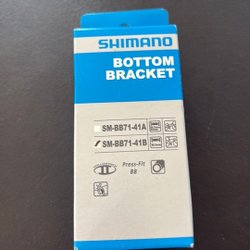 SHIMANO
BOTTOM
BRACKET
SM-BB71-41A
SM-BB71-41B
Press-Fit
BB